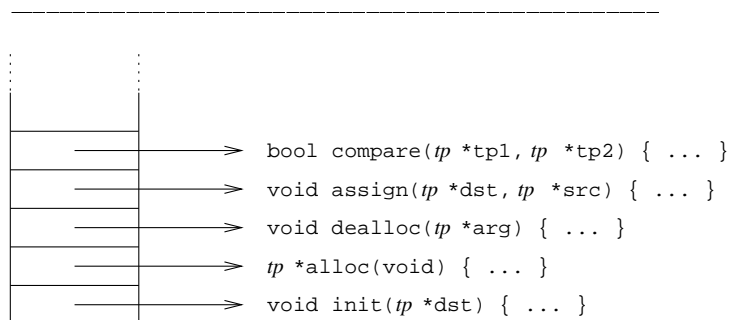 bool compare(tp *tp1, tp *tp2) { ... }
void assign(tp *dst, tp *src) { ... }
void dealloc(tp *arg) { ... }
tp *alloc(void) { ... }
void init(tp *dst) { ... }